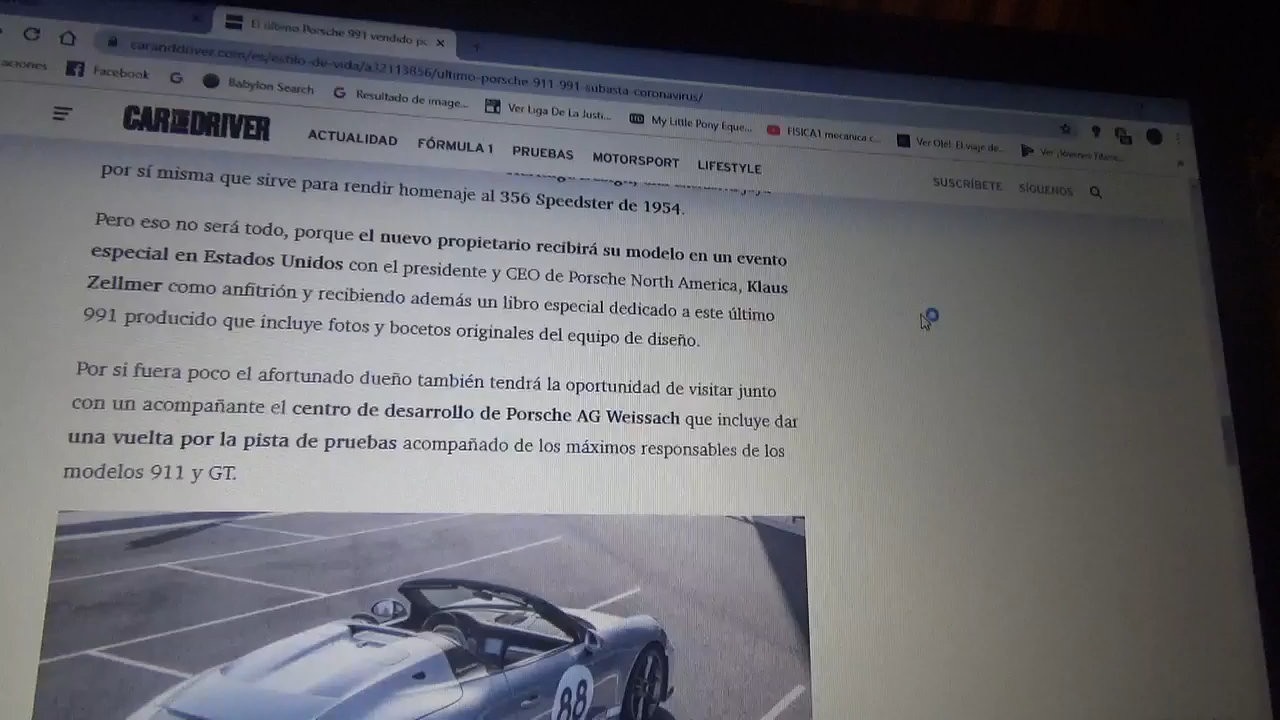 El último Porsche 991 vendido pc
caranddriver.com/es/estilo-de-vida/a32113856/ultimo-porsche-911-991-subasta-coronavirus/
aciones Facebook Babylon Search Resultado de image... Ver Liga De La Justi... My Little Pony Eque... FISICA1 mecanica c... Ver Olé!. El viaje de... Ver Jóvenes Titane...
CAR AND DRIVER ACTUALIDAD FÓRMULA 1 PRUEBAS MOTORSPORT LIFESTYLE SUSCRÍBETE SÍGUENOS
por sí misma que sirve para rendir homenaje al 356 Speedster de 1954.
Pero eso no será todo, porque el nuevo propietario recibirá su modelo en un evento
especial en Estados Unidos con el presidente y CEO de Porsche North America, Klaus
Zellmer como anfitrión y recibiendo además un libro especial dedicado a este último
991 producido que incluye fotos y bocetos originales del equipo de diseño.
Por si fuera poco el afortunado dueño también tendrá la oportunidad de visitar junto
con un acompañante el centro de desarrollo de Porsche AG Weissach que incluye dar
una vuelta por la pista de pruebas acompañado de los máximos responsables de los
modelos 911 y GT.
88